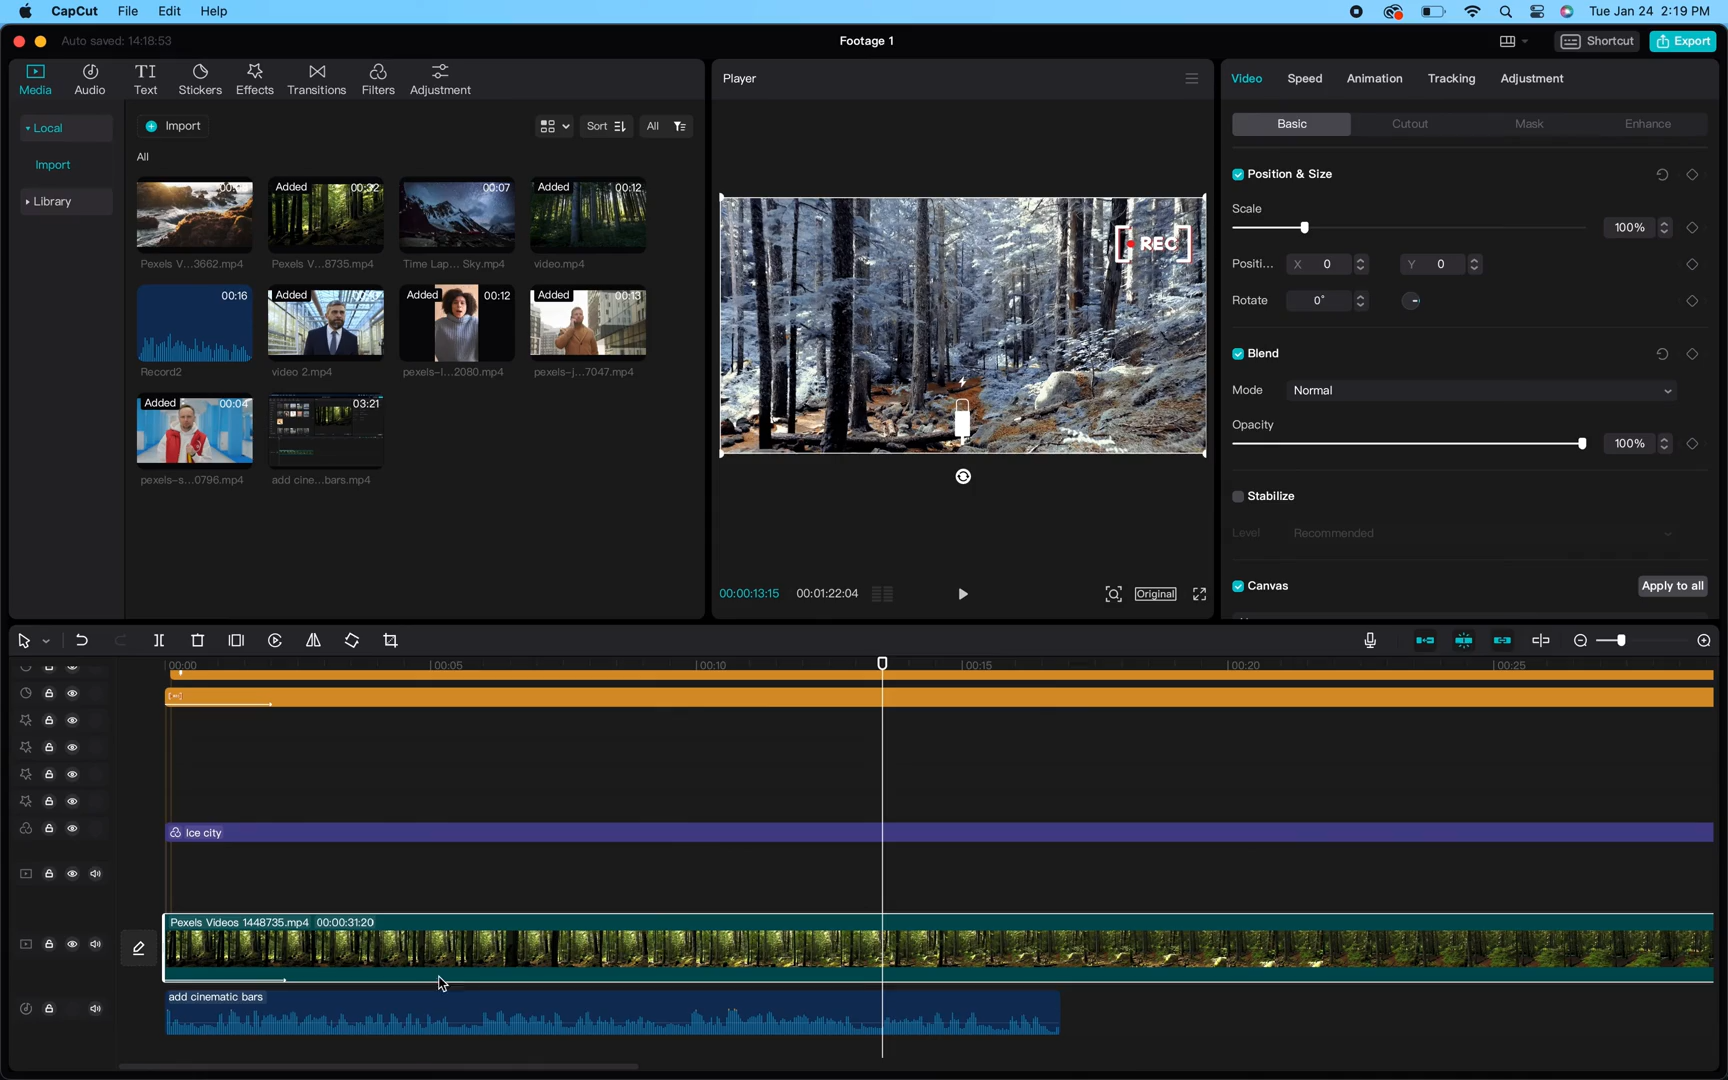 CapCut File Edit Help Tue Jan 24 2:19 PM
Auto saved: 14:18:53 Footage 1 Shortcut Export
Media Audio Text Stickers Effects Transitions Filters Adjustment
Local
Import
Library
Import Sort All
All
Added 00:32 00:07 Added 00:12
Pexels V...3662.mp4 Pexels V...8735.mp4 Time Lap... Sky.mp4 video.mp4
00:16 Added Added 00:12 Added 00:13
Record2 video 2.mp4 pexels-l...2080.mp4 pexels-j...7047.mp4
Added 00:04 03:21
pexels-s...0796.mp4 add cine...bars.mp4
Player
REC
00:00:13:15 00:01:22:04 Original
Video Speed Animation Tracking Adjustment
Basic Cutout Mask Enhance
Position & Size
Scale
100%
Positi... X 0 Y 0
Rotate 0°
Blend
Mode Normal
Opacity
100%
Stabilize
Level Recommended
Canvas Apply to all
00:00 00:05 00:10 00:15 00:20 00:25
Ice city
Pexels Videos 1448735.mp4 00:00:31:20
add cinematic bars